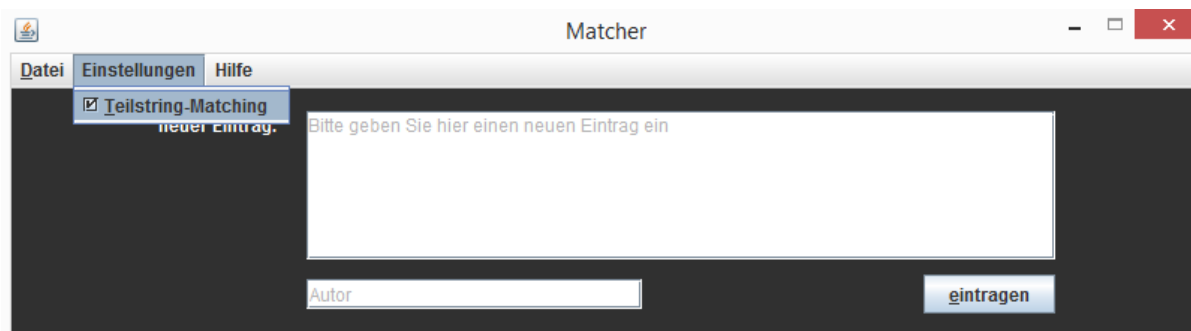 Matcher
Datei Einstellungen Hilfe
Teilstring-Matching
neuer Eintrag:
Bitte geben Sie hier einen neuen Eintrag ein
Autor
eintragen